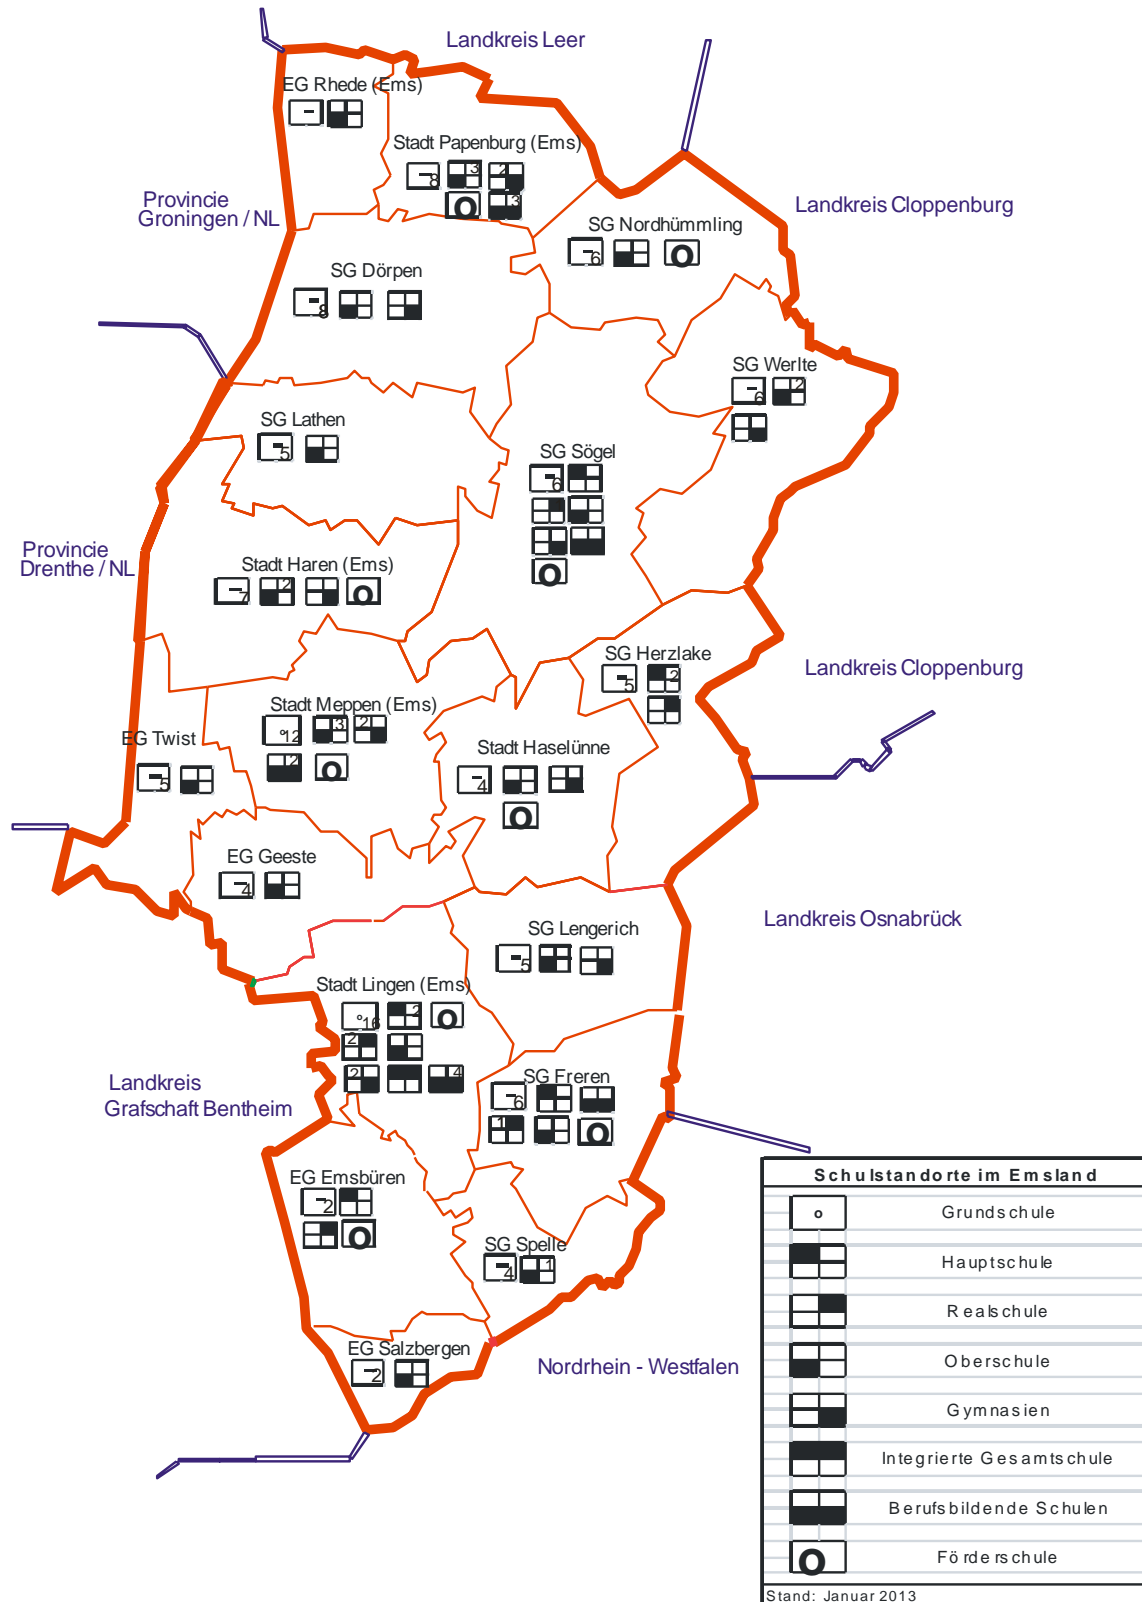 Landkreis Leer
EG Rhede (Ems)
Stadt Papenburg (Ems)
8
3
2
3
O
Provincie
Groningen / NL
Landkreis Cloppenburg
SG Nordhümmling
6
O
SG Dörpen
8
SG Werlte
6
2
SG Lathen
5
SG Sögel
6
O
Provincie
Drenthe / NL
Stadt Haren (Ems)
7
2
O
SG Herzlake
5
2
Landkreis Cloppenburg
Stadt Meppen (Ems)
12
3
2
2
O
EG Twist
5
Stadt Haselünne
4
O
EG Geeste
4
Landkreis Osnabrück
SG Lengerich
5
Stadt Lingen (Ems)
16
2
O
2
2
4
Landkreis
Grafschaft Bentheim
SG Freren
6
1
O
EG Emsbüren
2
O
SG Spelle
4
1
EG Salzbergen
2
Nordrhein - Westfalen
Schulstandorte im Emsland
Grundschule
Hauptschule
Realschule
Oberschule
Gymnasien
Integrierte Gesamtschule
Berufsbildende Schulen
O
Förderschule
Stand: Januar 2013